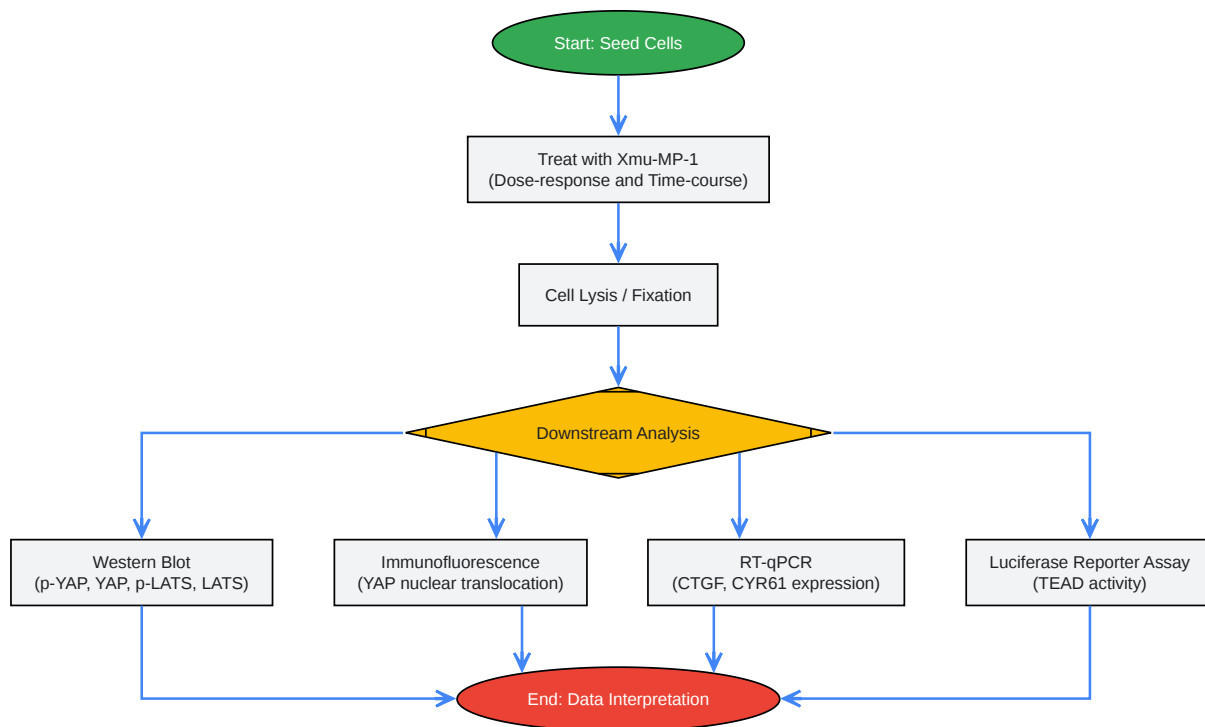 Start: Seed Cells
Treat with Xmu-MP-1
(Dose-response and Time-course)
Cell Lysis / Fixation
Downstream Analysis
Western Blot
(p-YAP, YAP, p-LATS, LATS)
Immunofluorescence
(YAP nuclear translocation)
RT-qPCR
(CTGF, CYR61 expression)
Luciferase Reporter Assay
(TEAD activity)
End: Data Interpretation